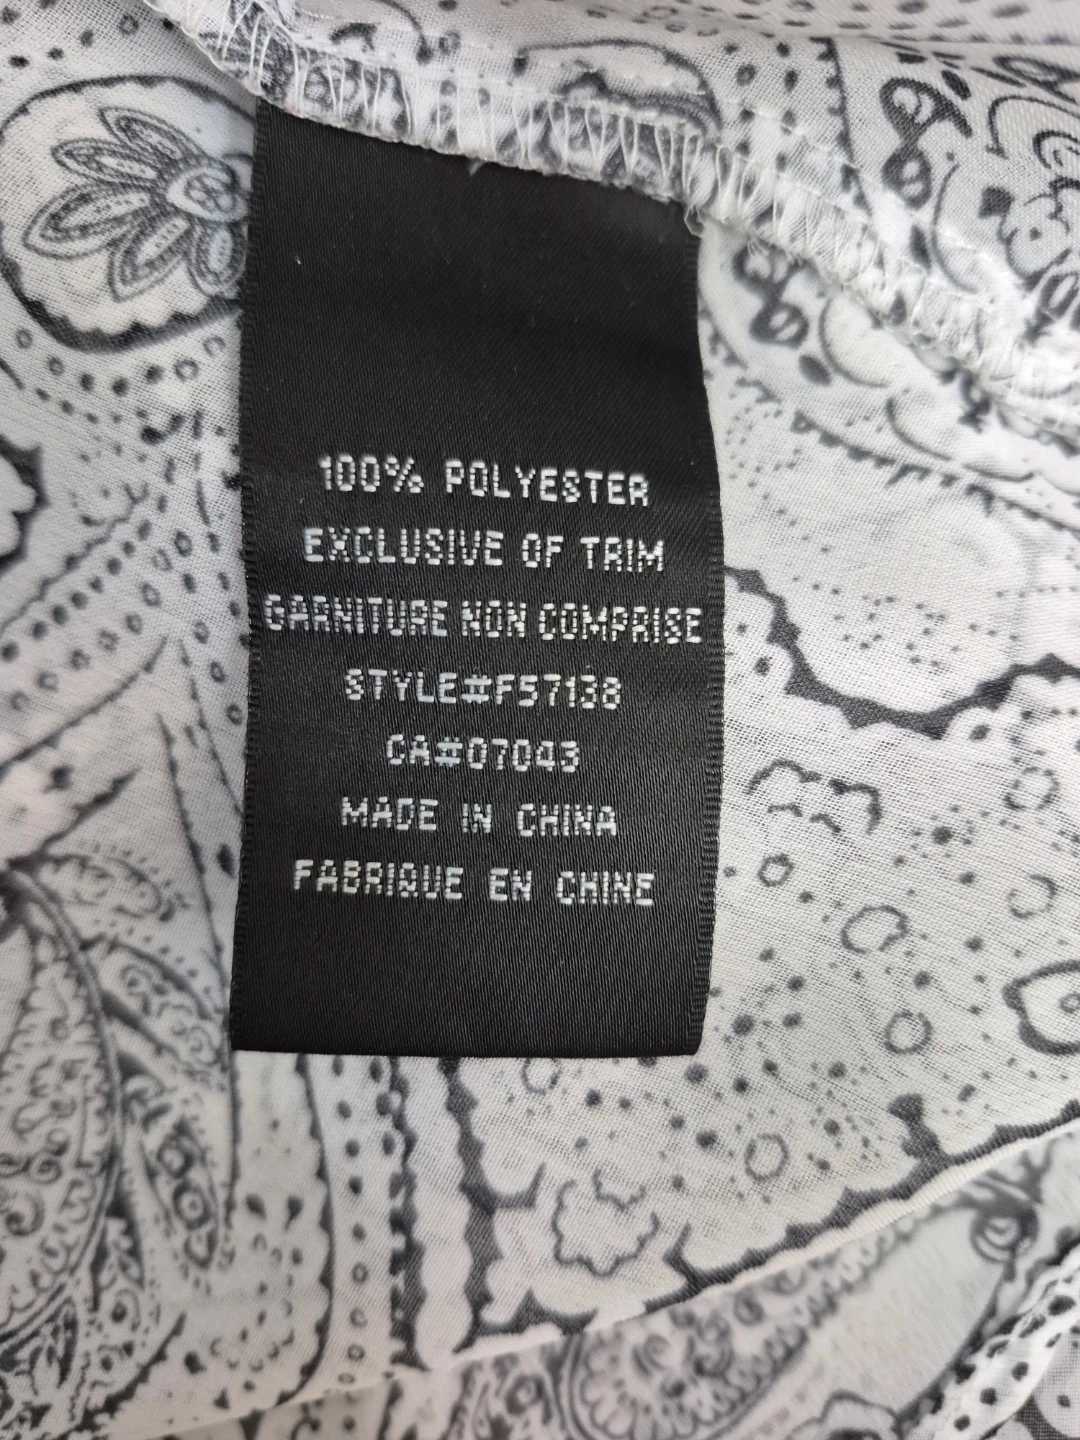 100% POLYESTER
EXCLUSIVE OF TRIM
GARNITURE NON COMPRISE
STYLE#F57138
CA#07043
MADE IN CHINA
FABRIQUE EN CHINE